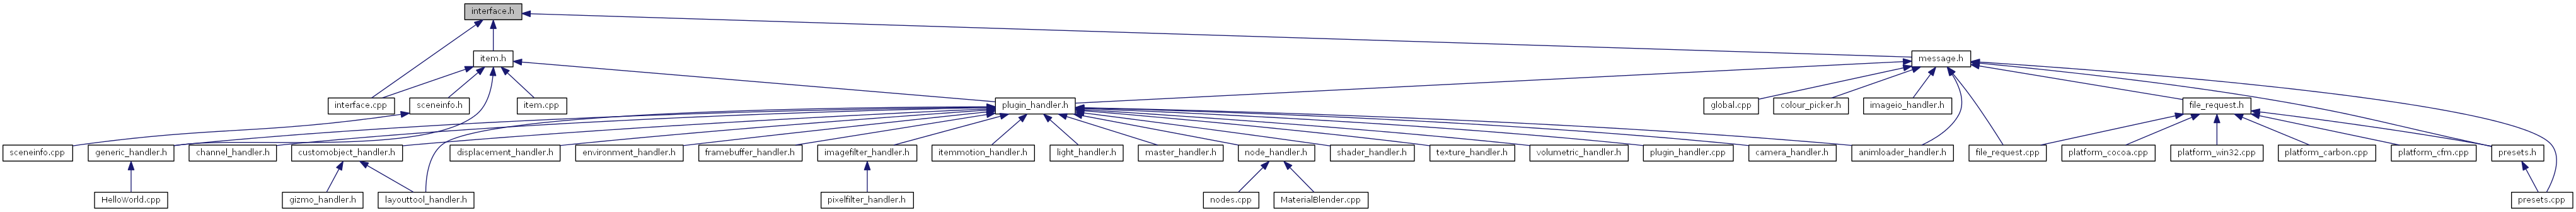 interface.h
item.h
message.h
interface.cpp
sceneinfo.h
item.cpp
plugin_handler.h
global.cpp
colour_picker.h
imageio_handler.h
file_request.h
sceneinfo.cpp
generic_handler.h
channel_handler.h
customobject_handler.h
displacement_handler.h
environment_handler.h
framebuffer_handler.h
imagefilter_handler.h
itemmotion_handler.h
light_handler.h
master_handler.h
node_handler.h
shader_handler.h
texture_handler.h
volumetric_handler.h
plugin_handler.cpp
camera_handler.h
animloader_handler.h
file_request.cpp
platform_cocoa.cpp
platform_win32.cpp
platform_carbon.cpp
platform_cfm.cpp
presets.h
HelloWorld.cpp
gizmo_handler.h
layouttool_handler.h
pixelfilter_handler.h
nodes.cpp
MaterialBlender.cpp
presets.cpp